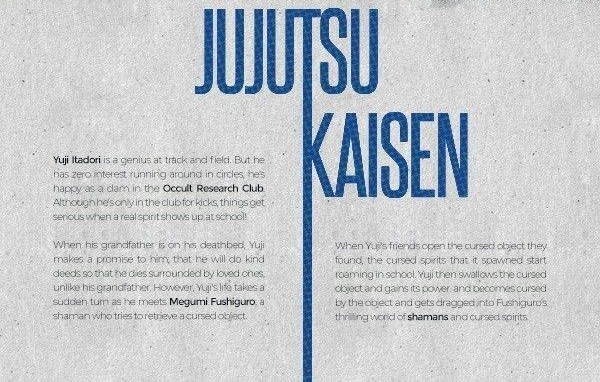 JUJUTSU
KAISEN
Yuji Itadori is a genius at track and field. But he
has zero interest running around in circles, he's
happy as a clam in the Occult Research Club.
Although he's only in the club for kicks, things get
serious when a real spirit shows up at school!
When his grandfather is on his deathbed, Yuji
makes a promise to him; that he will do kind
deeds so that he dies surrounded by loved ones,
unlike his grandfather. However, Yuji's life takes a
sudden turn as he meets Megumi Fushiguro; a
shaman who tries to retrieve a cursed object.
When Yuji's friends open the cursed object they
found, the cursed spirits that it spawned start
roaming in school. Yuji then swallows the cursed
object and gains its power, and becomes cursed
by the object and gets dragged into Fushiguro's
thrilling world of shamans and cursed spirits.